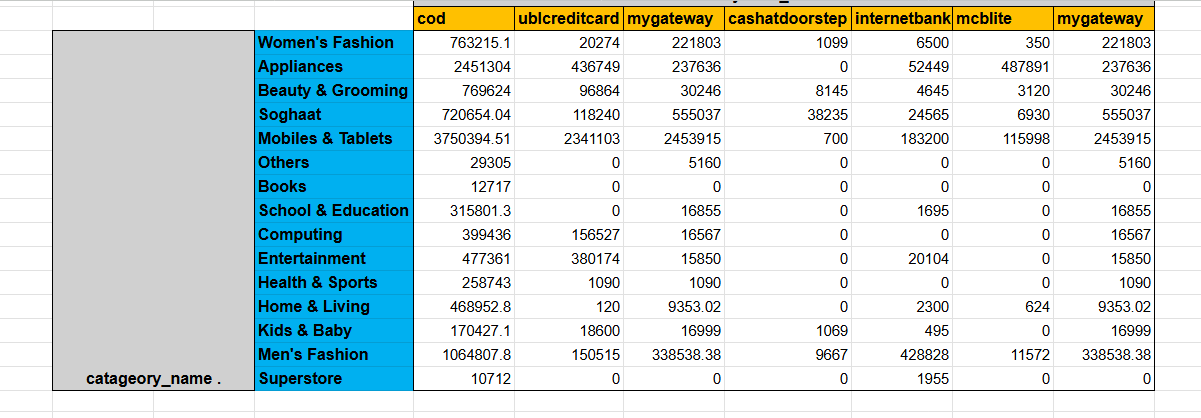 cod ublcreditcard mygateway cashatdoorstep internetbank mcblite mygateway
Women's Fashion 763215.1 20274 221803 1099 6500 350 221803
Appliances 2451304 436749 237636 0 52449 487891 237636
Beauty & Grooming 769624 96864 30246 8145 4645 3120 30246
Soghaat 720654.04 118240 555037 38235 24565 6930 555037
Mobiles & Tablets 3750394.51 2341103 2453915 700 183200 115998 2453915
Others 29305 0 5160 0 0 0 5160
Books 12717 0 0 0 0 0 0
School & Education 315801.3 0 16855 0 1695 0 16855
Computing 399436 156527 16567 0 0 0 16567
Entertainment 477361 380174 15850 0 20104 0 15850
Health & Sports 258743 1090 1090 0 0 0 1090
Home & Living 468952.8 120 9353.02 0 2300 624 9353.02
Kids & Baby 170427.1 18600 16999 1069 495 0 16999
Men's Fashion 1064807.8 150515 338538.38 9667 428828 11572 338538.38
catageory_name . Superstore 10712 0 0 0 1955 0 0